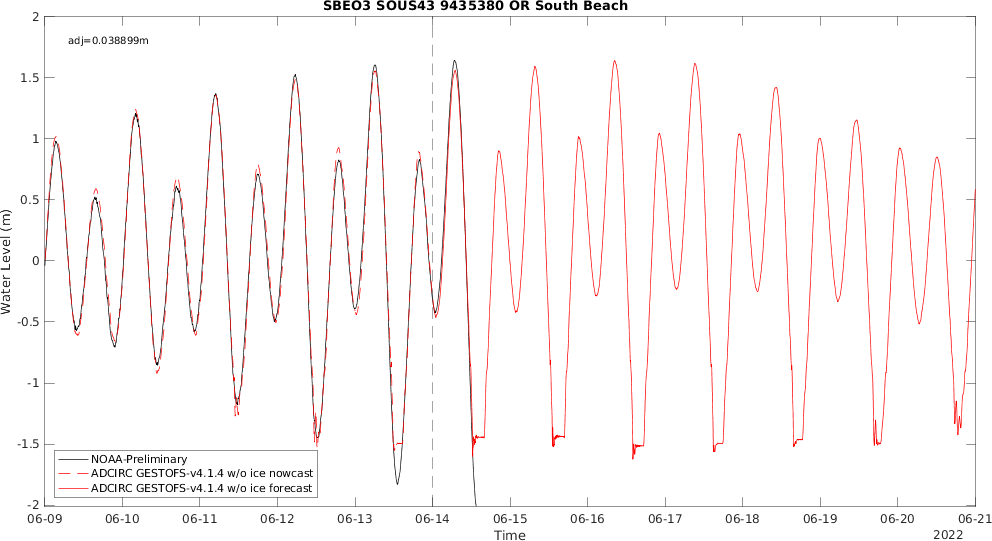 SBEO3 SOUS43 9435380 OR South Beach
adj=0.038899m
2
1.5
1
0.5
0
-0.5
-1
-1.5
-2
Water Level (m)
NOAA-Preliminary
ADCIRC GESTOFS-v4.1.4 w/o ice nowcast
ADCIRC GESTOFS-v4.1.4 w/o ice forecast
06-09 06-10 06-11 06-12 06-13 06-14 06-15 06-16 06-17 06-18 06-19 06-20 06-21
Time
2022